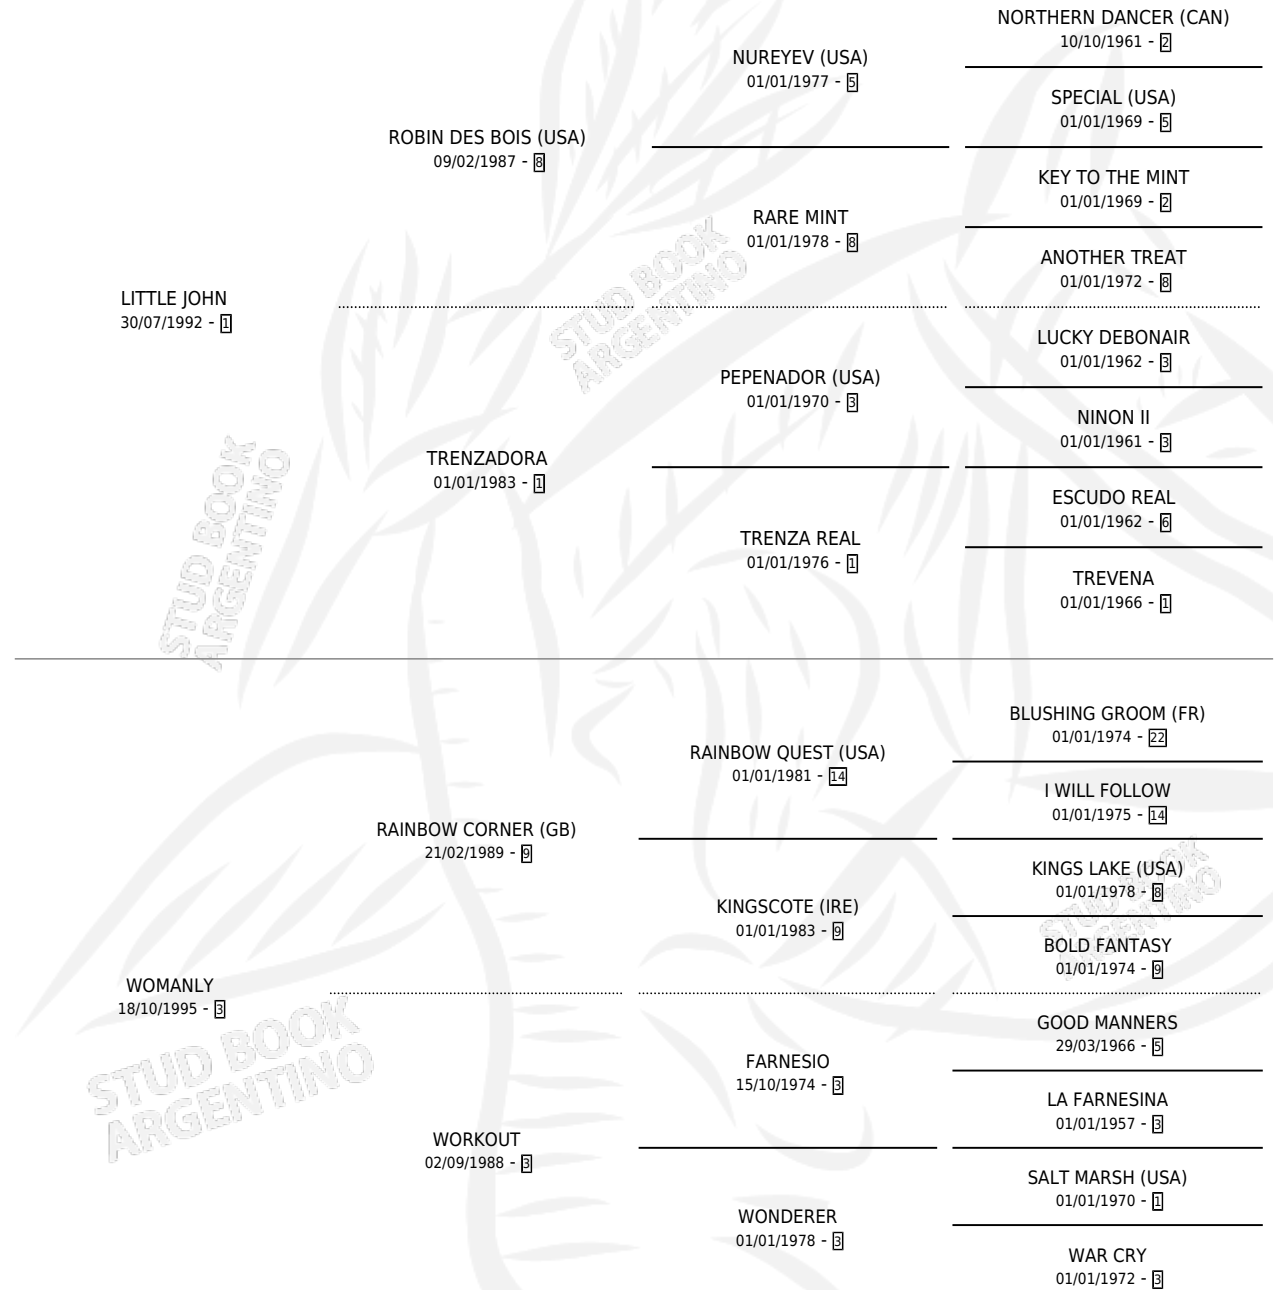 NORTHERN DANCER (CAN)
10/10/1961 - 2
NUREYEV (USA)
01/01/1977 - 5
SPECIAL (USA)
01/01/1969 - 5
ROBIN DES BOIS (USA)
09/02/1987 - 8
KEY TO THE MINT
01/01/1969 - 2
RARE MINT
01/01/1978 - 8
ANOTHER TREAT
01/01/1972 - 8
LITTLE JOHN
30/07/1992 - 1
STUD BOOK
ARGENTINO
LUCKY DEBONAIR
01/01/1962 - 3
PEPENADOR (USA)
01/01/1970 - 3
NINON II
01/01/1961 - 3
TRENZADORA
01/01/1983 - 1
STUD BOOK
ARGENTINO
ESCUDO REAL
01/01/1962 - 6
TRENZA REAL
01/01/1976 - 1
TREVENA
01/01/1966 - 1
BLUSHING GROOM (FR)
01/01/1974 - 22
RAINBOW QUEST (USA)
01/01/1981 - 14
I WILL FOLLOW
01/01/1975 - 14
RAINBOW CORNER (GB)
21/02/1989 - 9
KINGS LAKE (USA)
01/01/1978 - 8
STUD BOOK
ARGENTINO
KINGSCOTE (IRE)
01/01/1983 - 9
BOLD FANTASY
01/01/1974 - 9
WOMANLY
18/10/1995 - 3
STUD BOOK
ARGENTINO
GOOD MANNERS
29/03/1966 - 5
FARNESIO
15/10/1974 - 3
LA FARNESINA
01/01/1957 - 3
WORKOUT
02/09/1988 - 3
SALT MARSH (USA)
01/01/1970 - 1
WONDERER
01/01/1978 - 3
WAR CRY
01/01/1972 - 3